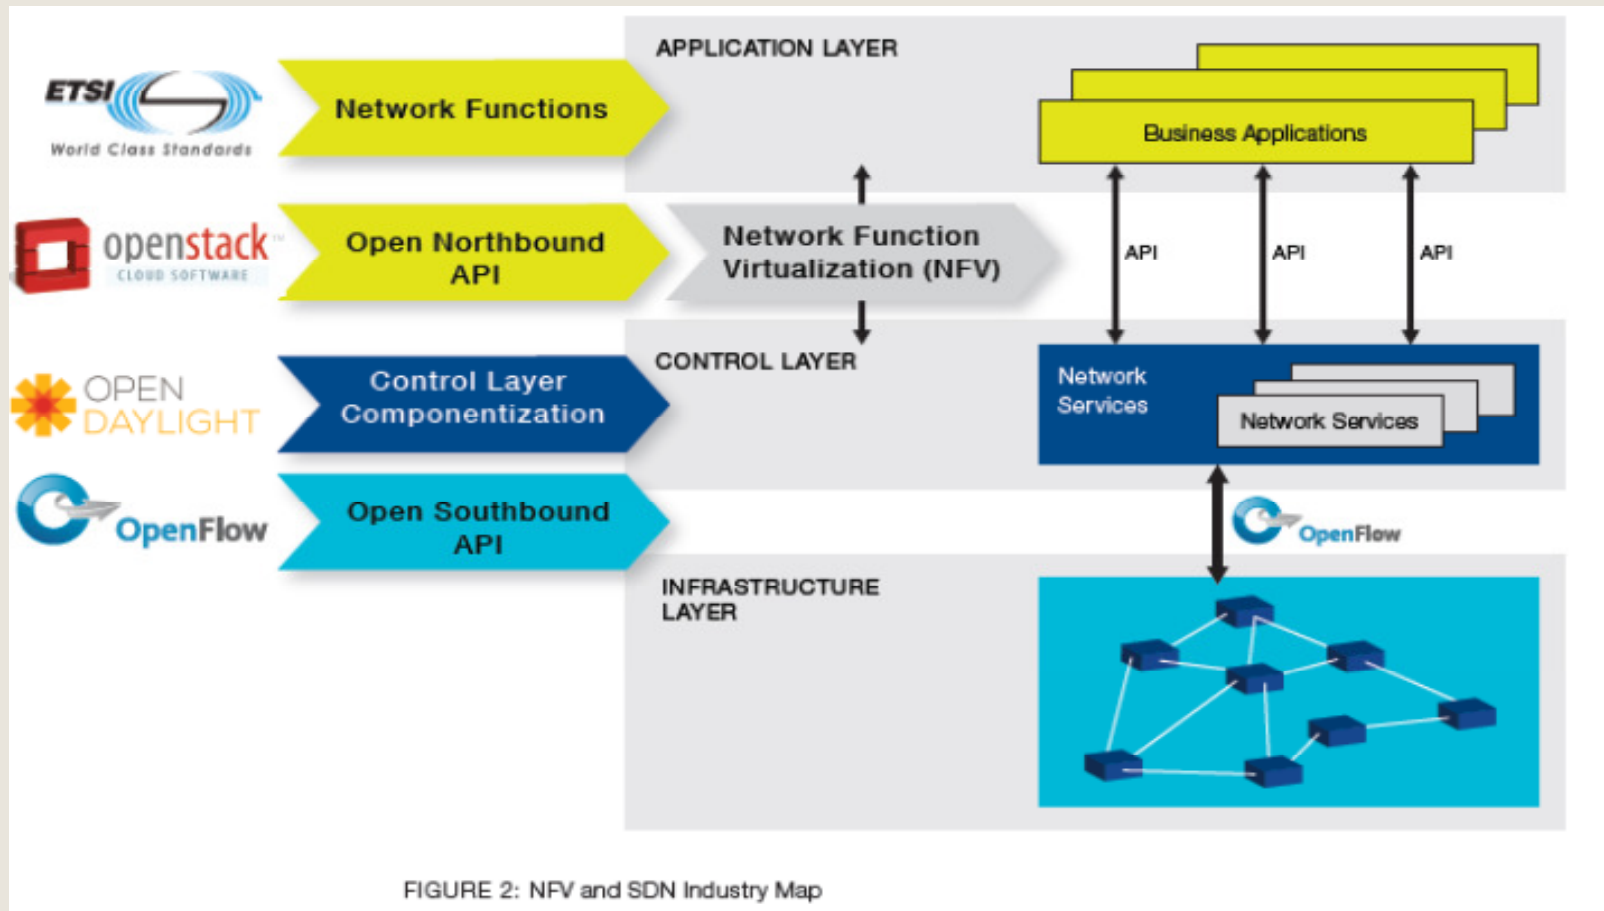 APPLICATION LAYER
ETSI
World Class Standards
Network Functions
Business Applications
openstack™
CLOUD SOFTWARE
Open Northbound
API
Network Function
Virtualization (NFV)
API
API
API
OPEN
DAYLIGHT
Control Layer
Componentization
CONTROL LAYER
Network
Services
Network Services
OpenFlow
Open Southbound
API
OpenFlow
INFRASTRUCTURE
LAYER
FIGURE 2: NFV and SDN Industry Map